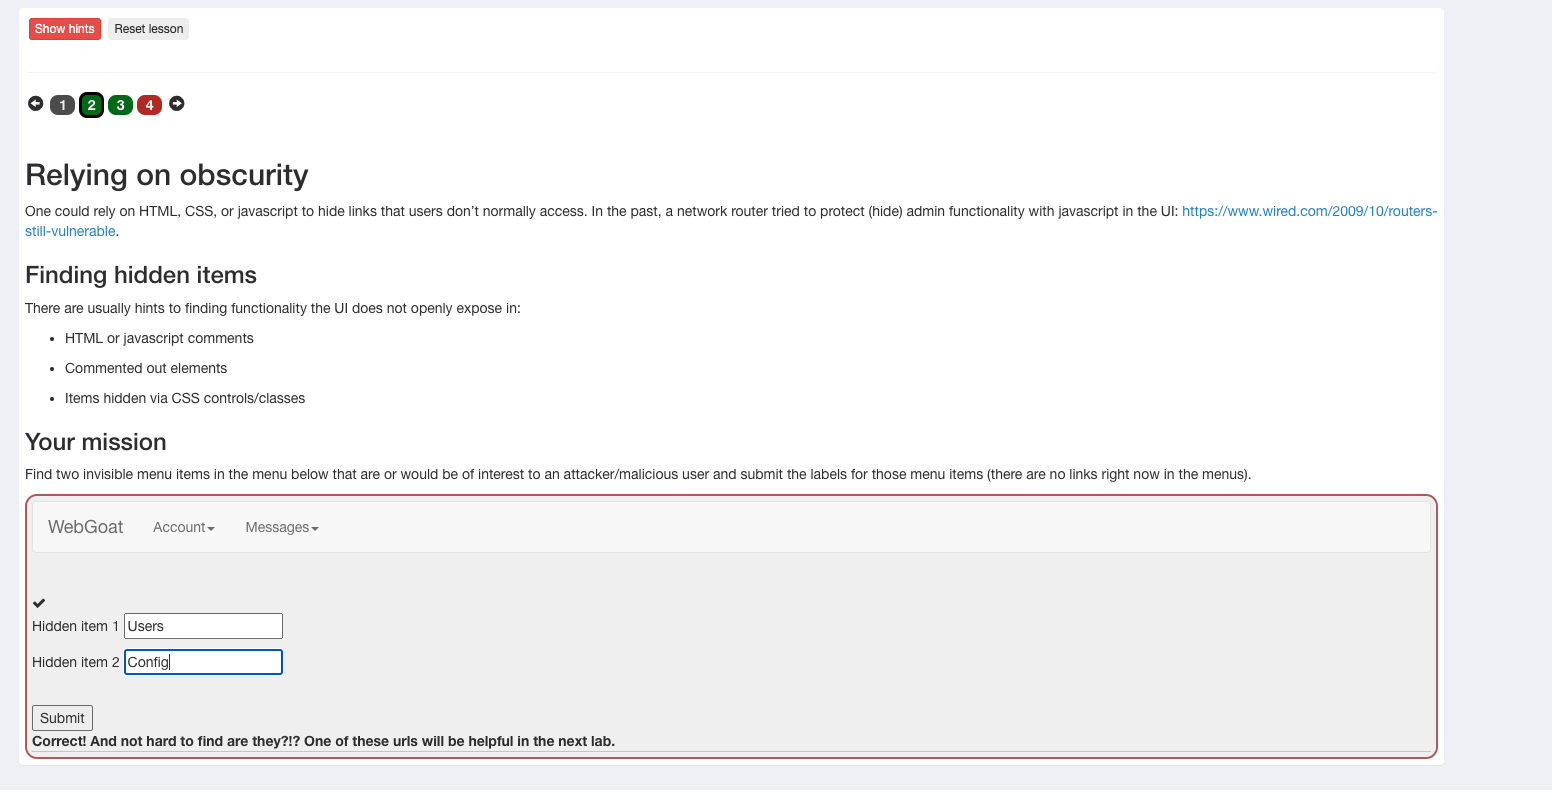 Show hints Reset lesson
1 2 3 4
Relying on obscurity
One could rely on HTML, CSS, or javascript to hide links that users don't normally access. In the past, a network router tried to protect (hide) admin functionality with javascript in the UI: https://www.wired.com/2009/10/routers-
still-vulnerable.
Finding hidden items
There are usually hints to finding functionality the UI does not openly expose in:
• HTML or javascript comments
• Commented out elements
• Items hidden via CSS controls/classes
Your mission
Find two invisible menu items in the menu below that are or would be of interest to an attacker/malicious user and submit the labels for those menu items (there are no links right now in the menus).
WebGoat Account Messages
Hidden item 1 Users
Hidden item 2 Config
Submit
Correct! And not hard to find are they?!? One of these urls will be helpful in the next lab.